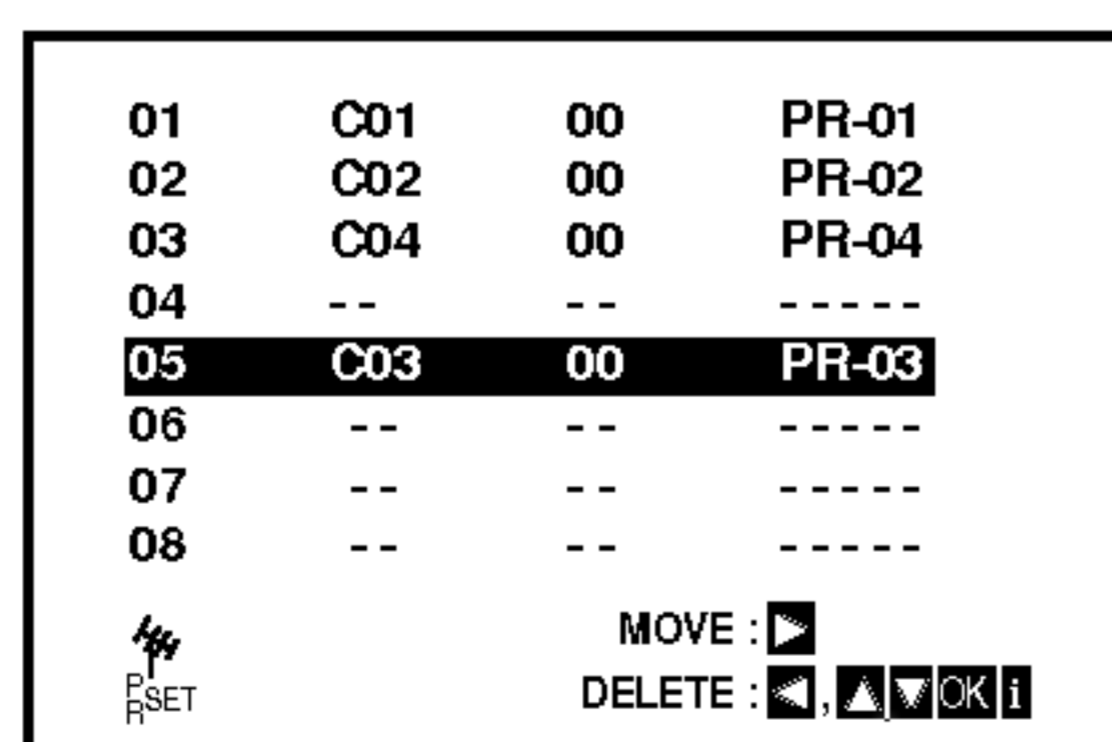 01 C01 00 PR-01
02 C02 00 PR-02
03 C04 00 PR-04
04 -- -- -----
05 C03 00 PR-03
06 -- -- -----
07 -- -- -----
08 -- -- -----
MOVE : ▷
PR SET
DELETE : ◁ , △ ▽ OK i